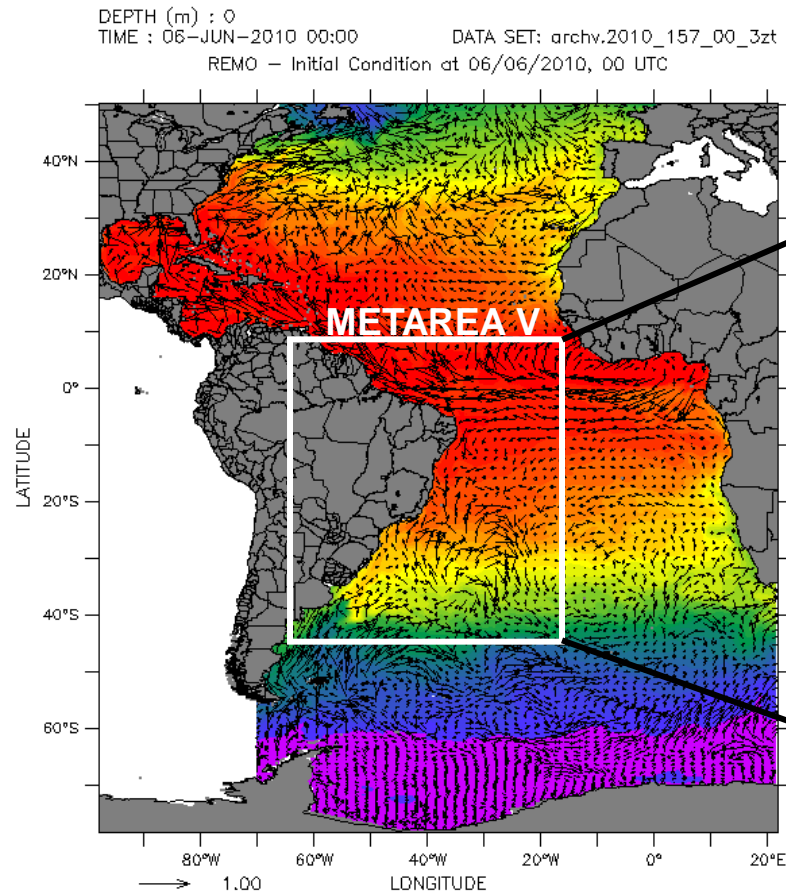 DEPTH (m) : 0
TIME : 06-JUN-2010 00:00 DATA SET: archv.2010_157_00_3zt
REMO – Initial Condition at 06/06/2010, 00 UTC
40°N
20°N
METAREA V
0°
LATITUDE
20°S
40°S
60°S
80°W 60°W 40°W 20°W 0° 20°E
1.00 LONGITUDE